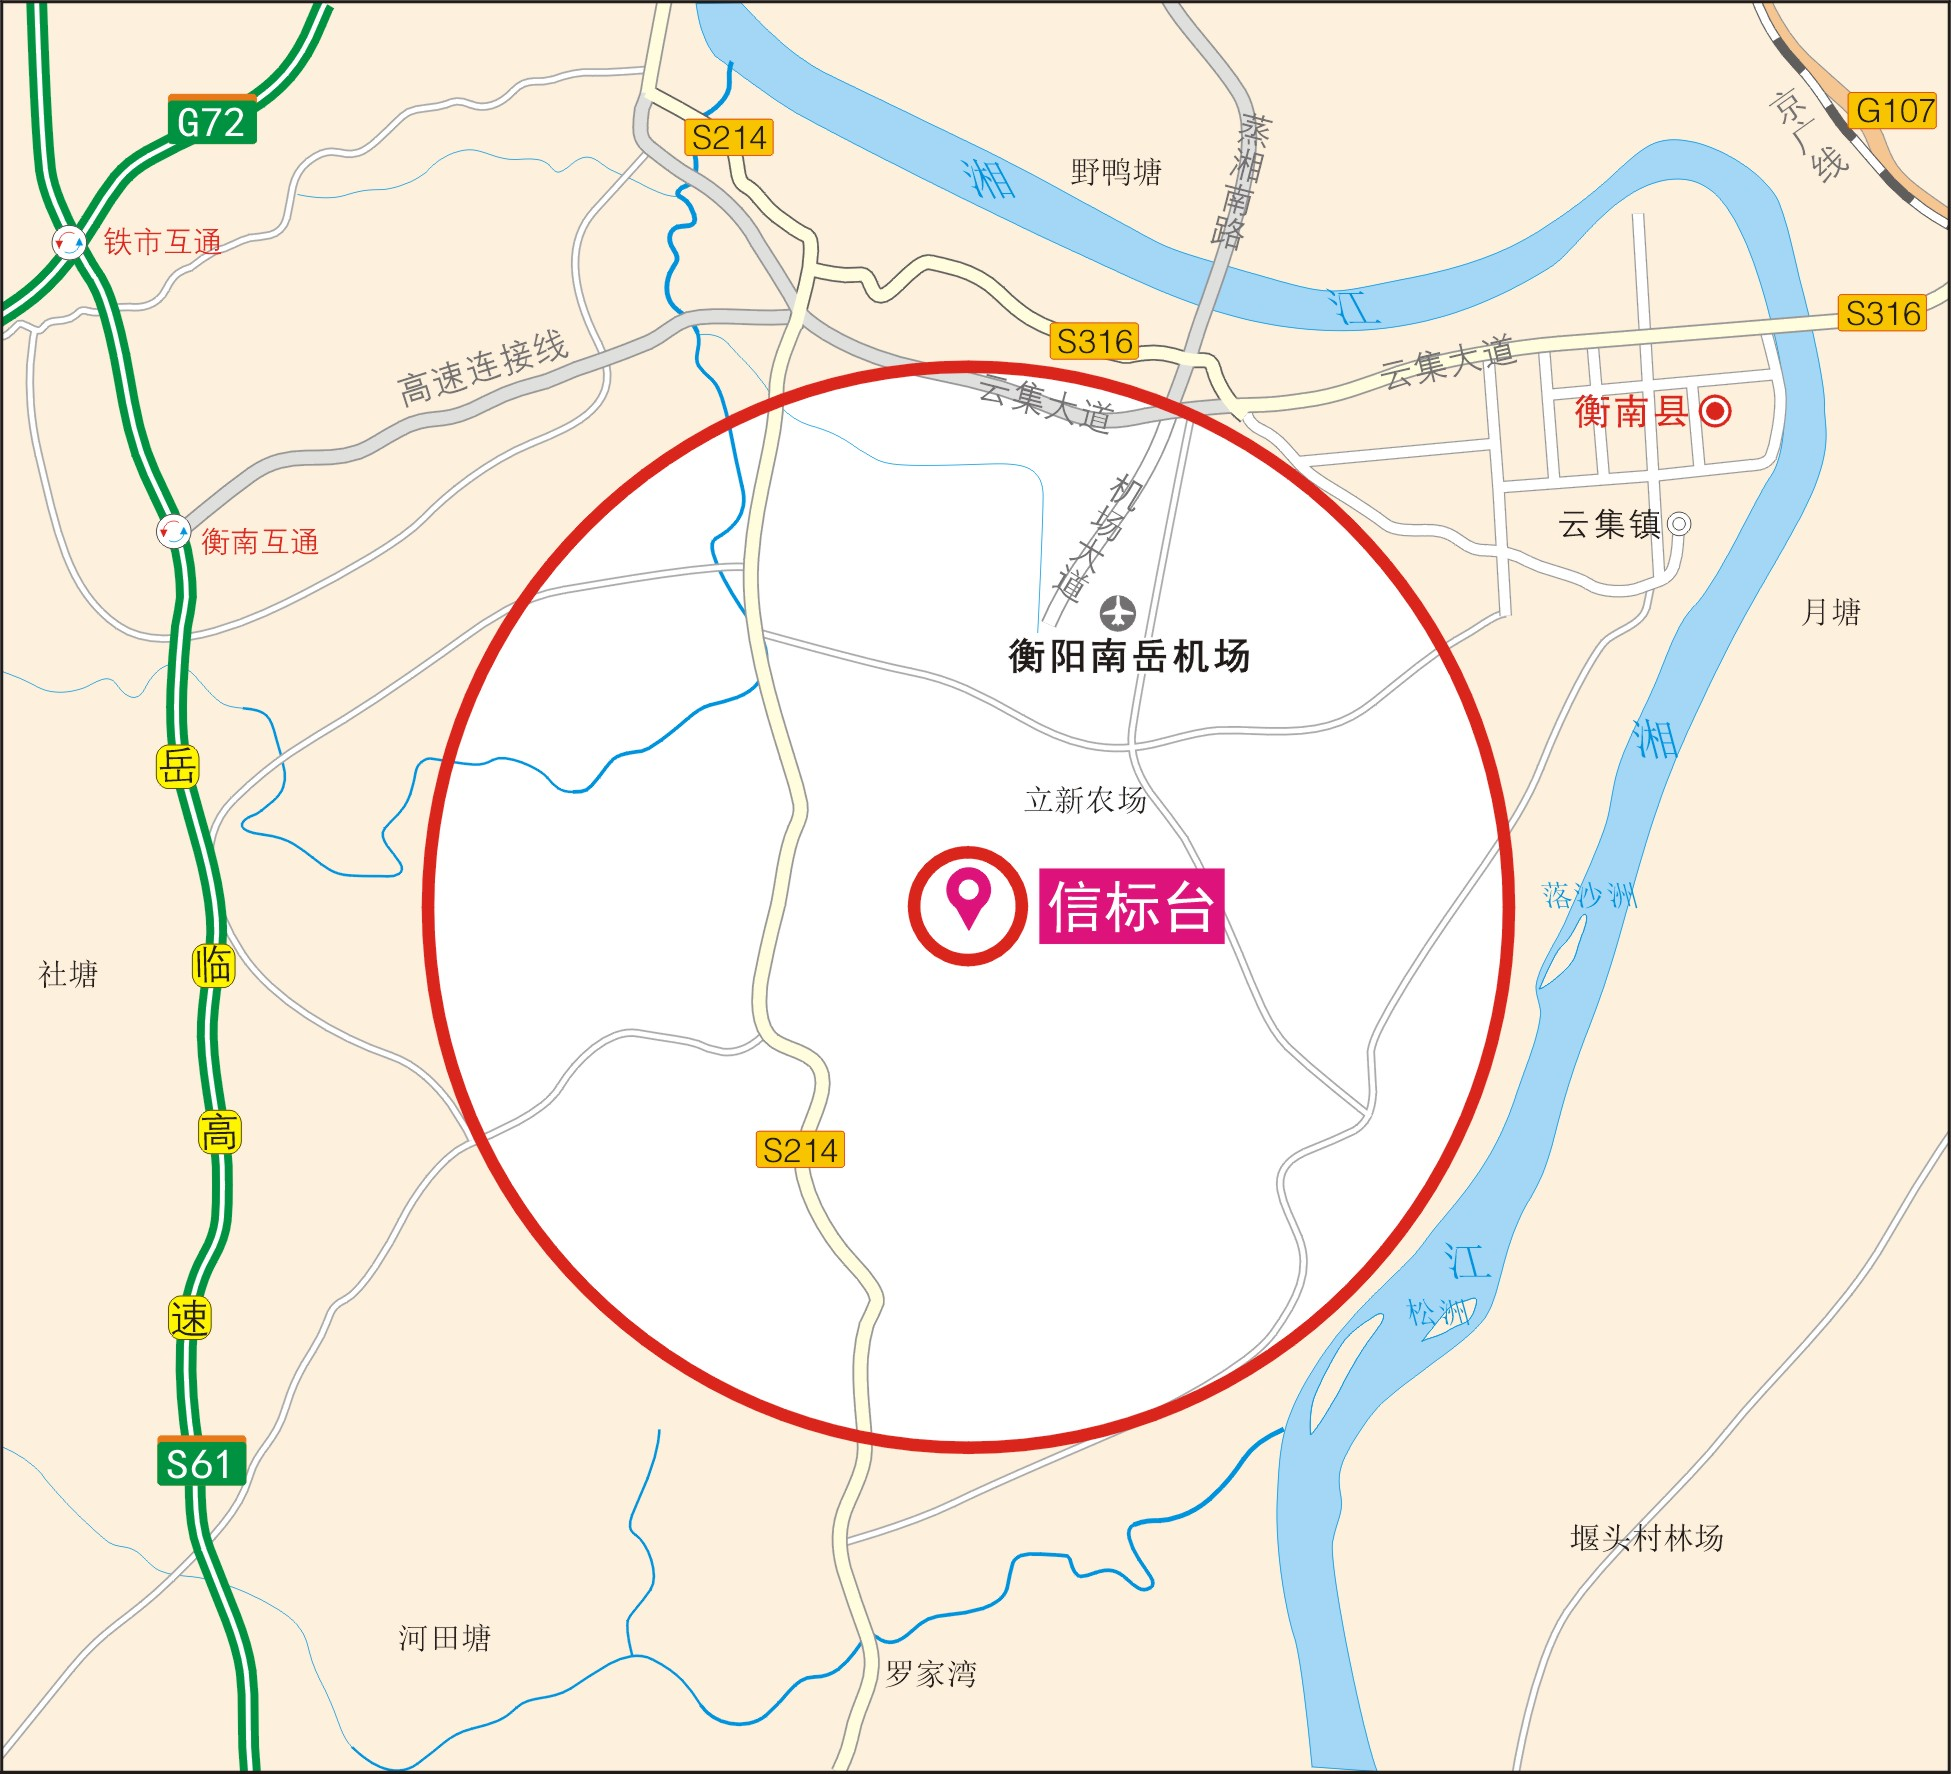 G72
S214
湘
野鸭塘
蒸湘南路
京广线
G107
铁市互通
江
S316
S316
高速连接线
云集大道
云集大道
衡南县
机场大道
衡南互通
云集镇
月塘
衡阳南岳机场
岳临高速
湘
立新农场
信标台
落沙洲
社塘
S214
江
松洲
S61
堰头村林场
河田塘
罗家湾